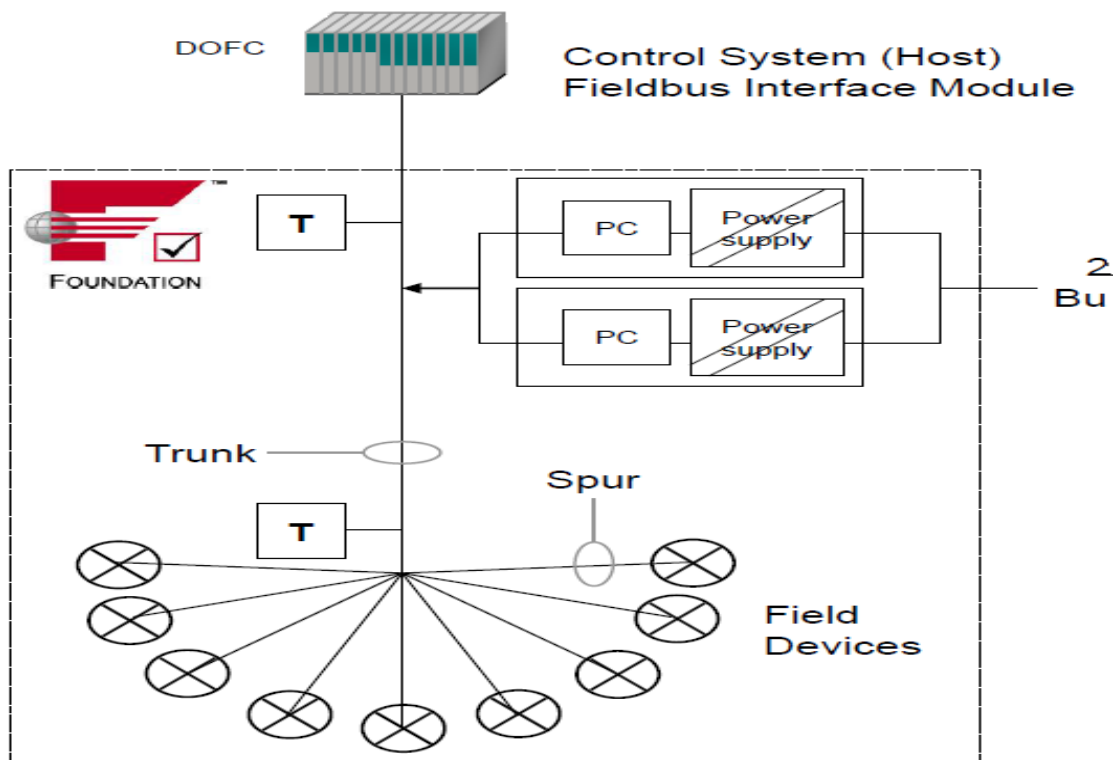 DOFC
Control System (Host)
Fieldbus Interface Module
™
FOUNDATION
T
PC
Power
supply
2
Bu
PC
Power
supply
Trunk
Spur
T
Field
Devices